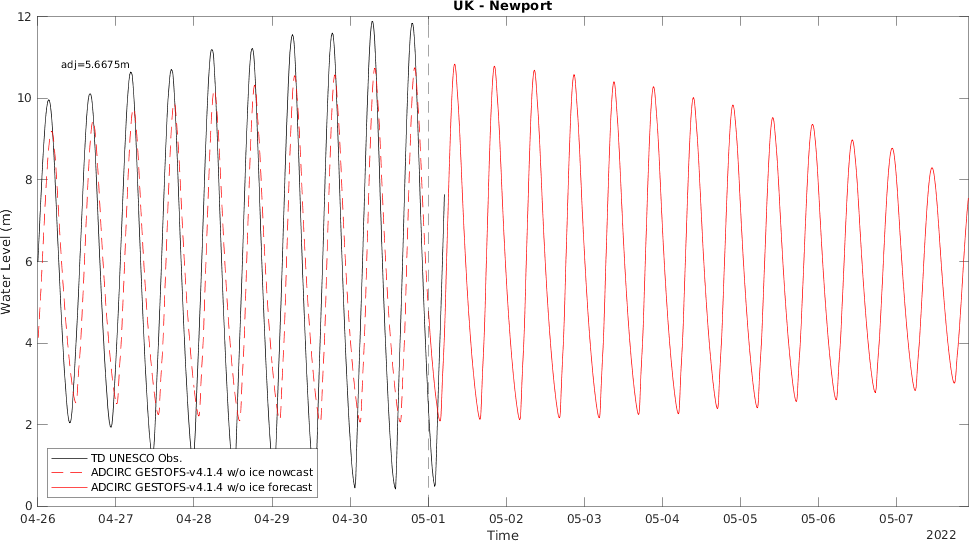 UK - Newport
12
adj=5.6675m
10
8
6
Water Level (m)
4
2
TD UNESCO Obs.
ADCIRC GESTOFS-v4.1.4 w/o ice nowcast
ADCIRC GESTOFS-v4.1.4 w/o ice forecast
0
04-26 04-27 04-28 04-29 04-30 05-01 05-02 05-03 05-04 05-05 05-06 05-07
Time
2022